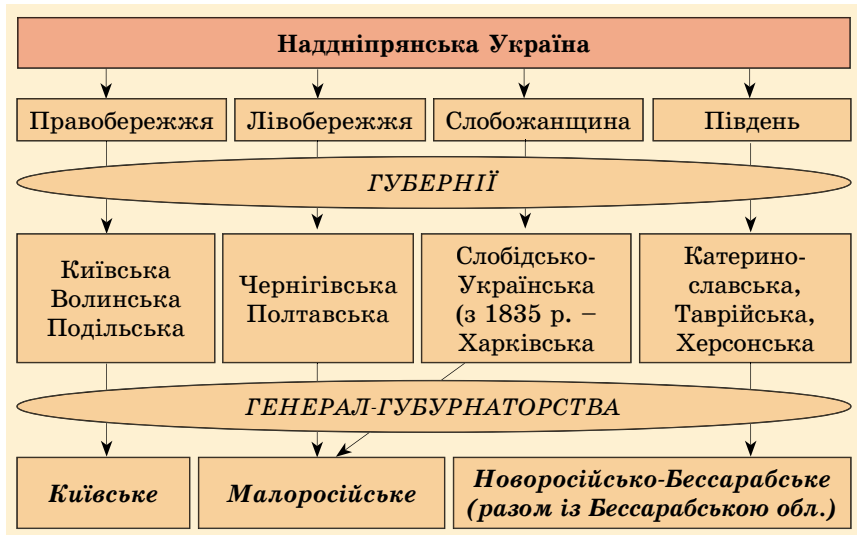 Наддніпрянська Україна
Правобережжя
Лівобережжя
Слобожанщина
Південь
ГУБЕРНІЇ
Київська
Волинська
Подільська
Чернігівська
Полтавська
Слобідсько-
Українська
(з 1835 р. –
Харківська
Катерино-
славська,
Таврійська,
Херсонська
ГЕНЕРАЛ-ГУБУРНАТОРСТВА
Київське
Малоросійське
Новоросійсько-Бессарабське
(разом із Бессарабською обл.)